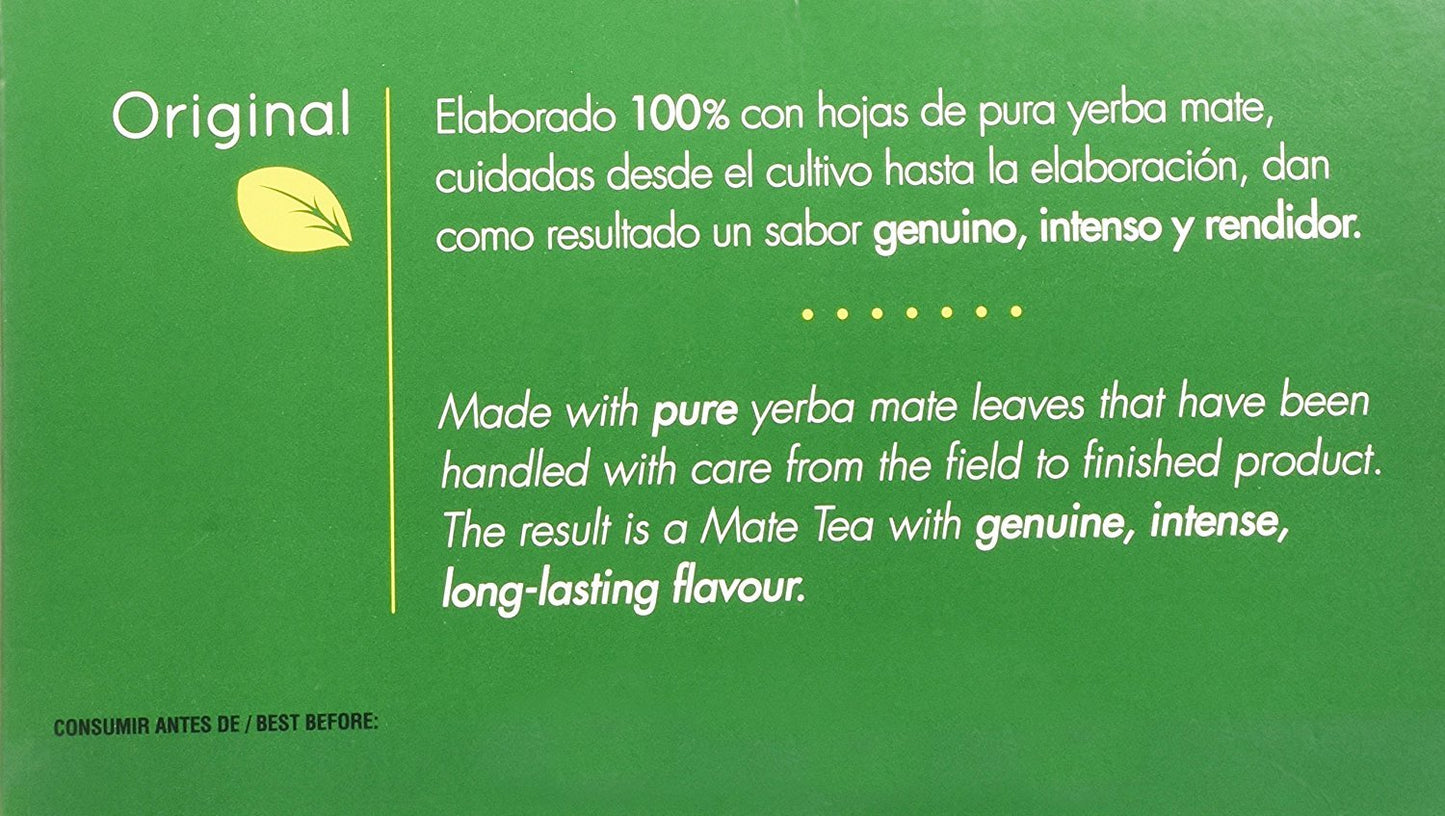 Original
Elaborado 100% con hojas de pura yerba mate,
cuidadas desde el cultivo hasta la elaboración, dan
como resultado un sabor genuino, intenso y rendidor.
Made with pure yerba mate leaves that have been
handled with care from the field to finished product.
The result is a Mate Tea with genuine, intense,
long-lasting flavour.
CONSUMIR ANTES DE / BEST BEFORE: